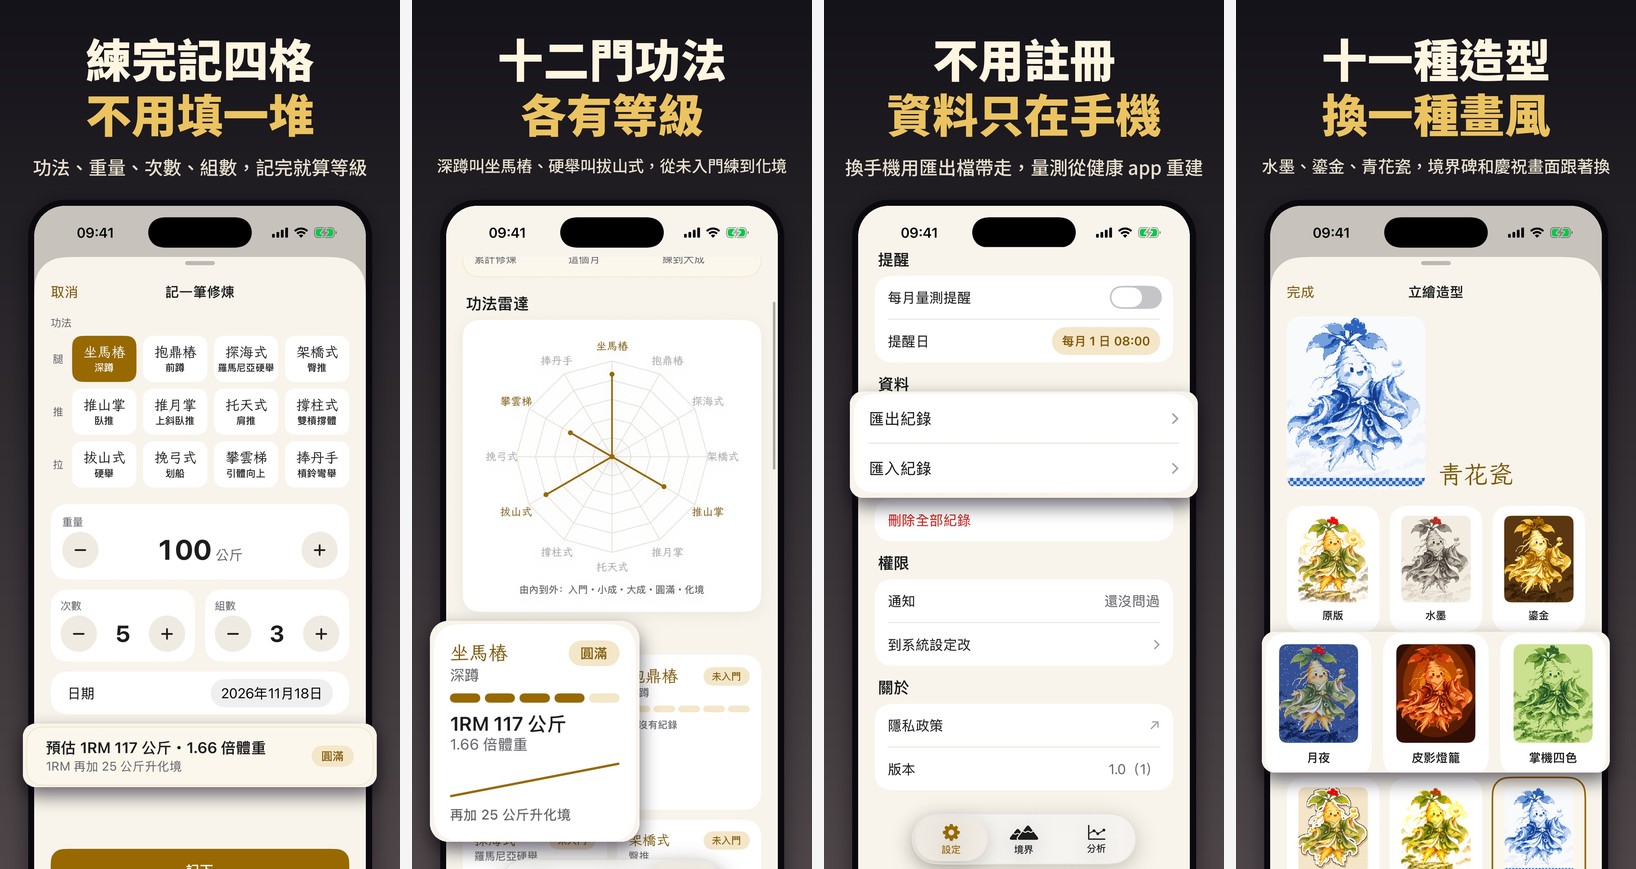 練完記四格
不用填一堆
功法、重量、次數、組數，記完就算等級
09:41
取消
記一筆修煉
功法
腿
坐馬樁
深蹲
抱鼎樁
前蹲
探海式
羅馬尼亞硬舉
架橋式
臀推
推
推山掌
臥推
推月掌
上斜臥推
托天式
肩推
撐柱式
雙槓撐體
拉
拔山式
硬舉
挽弓式
划船
攀雲梯
引體向上
捧丹手
槓鈴彎舉
重量
− 100 公斤 +
次數
− 5 +
組數
− 3 +
日期
2026年11月18日
預估 1RM 117 公斤・1.66 倍體重
1RM 再加 25 公斤升化境
圓滿
十二門功法
各有等級
深蹲叫坐馬樁、硬舉叫拔山式，從未入門練到化境
09:41
累計修煉
這個月
練到大成
功法雷達
坐馬樁
抱鼎樁
探海式
架橋式
推山掌
推月掌
托天式
撐柱式
拔山式
挽弓式
攀雲梯
捧丹手
由內到外：入門・小成・大成・圓滿・化境
坐馬樁
圓滿
深蹲
1RM 117 公斤
1.66 倍體重
再加 25 公斤升化境
抱鼎樁
未入門
沒有紀錄
探海式
羅馬尼亞硬舉
架橋式
未入門
臀推
不用註冊
資料只在手機
換手機用匯出檔帶走，量測從健康 app 重建
09:41
提醒
每月量測提醒
提醒日
每月 1 日 08:00
資料
匯出紀錄
匯入紀錄
刪除全部紀錄
權限
通知
還沒問過
到系統設定改
關於
隱私政策
版本
1.0（1）
設定
境界
分析
十一種造型
換一種畫風
水墨、鎏金、青花瓷，境界碑和慶祝畫面跟著換
09:41
完成
立繪造型
青花瓷
原版
水墨
鎏金
月夜
皮影燈籠
掌機四色